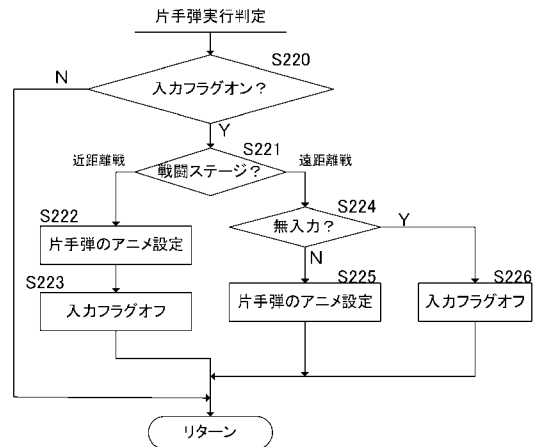 片手弾実行判定
S220
N
入力フラグオン?
Y
S221
近距離戦
戦闘ステージ?
遠距離戦
S224
無入力?
Y
N
S222
片手弾のアニメ設定
S223
入力フラグオフ
S225
片手弾のアニメ設定
S226
入力フラグオフ
リターン